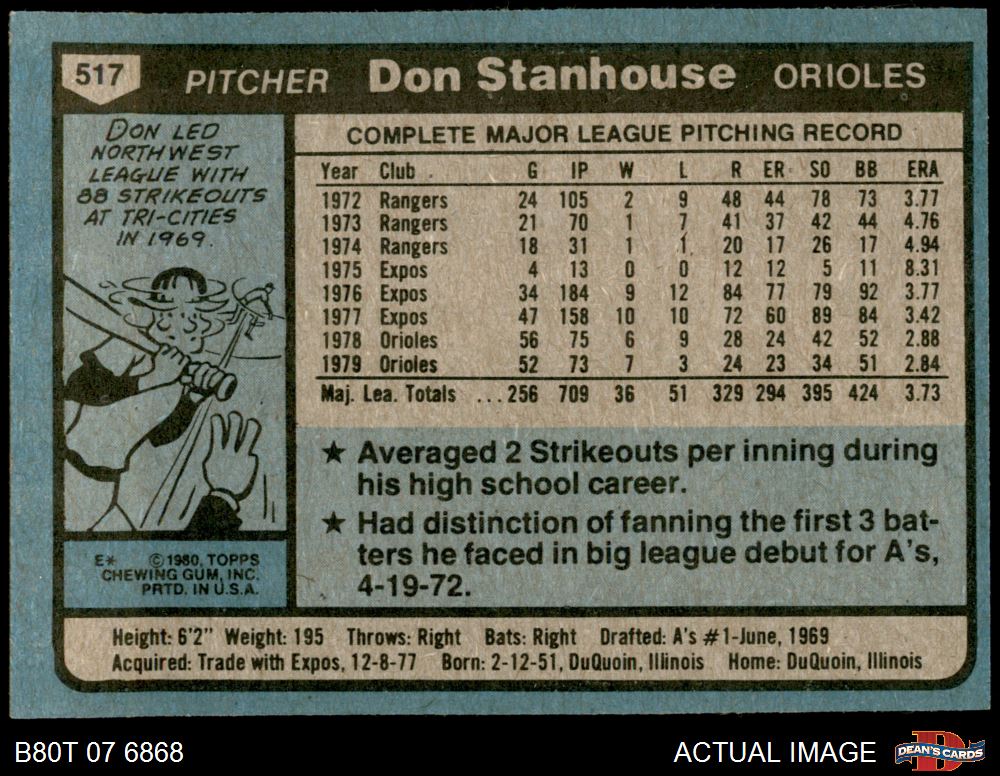 517 PITCHER Don Stanhouse ORIOLES
DON LED
NORTHWEST
LEAGUE WITH
88 STRIKEOUTS
AT TRI-CITIES
IN 1969.
E* ©1980, TOPPS
CHEWING GUM, INC.
PRTD. IN U.S.A.
COMPLETE MAJOR LEAGUE PITCHING RECORD
Year Club G IP W L R ER SO BB ERA
1972 Rangers 24 105 2 9 48 44 78 73 3.77
1973 Rangers 21 70 1 7 41 37 42 44 4.76
1974 Rangers 18 31 1 1 20 17 26 17 4.94
1975 Expos 4 13 0 0 12 12 5 11 8.31
1976 Expos 34 184 9 12 84 77 79 92 3.77
1977 Expos 47 158 10 10 72 60 89 84 3.42
1978 Orioles 56 75 6 9 28 24 42 52 2.88
1979 Orioles 52 73 7 3 24 23 34 51 2.84
Maj. Lea. Totals ...256 709 36 51 329 294 395 424 3.73
★ Averaged 2 Strikeouts per inning during
his high school career.
★ Had distinction of fanning the first 3 bat-
ters he faced in big league debut for A's,
4-19-72.
Height: 6'2" Weight: 195 Throws: Right Bats: Right Drafted: A's #1-June, 1969
Acquired: Trade with Expos, 12-8-77 Born: 2-12-51, DuQuoin, Illinois Home: DuQuoin, Illinois
B80T 07 6868 ACTUAL IMAGE DEAN'S CARDS